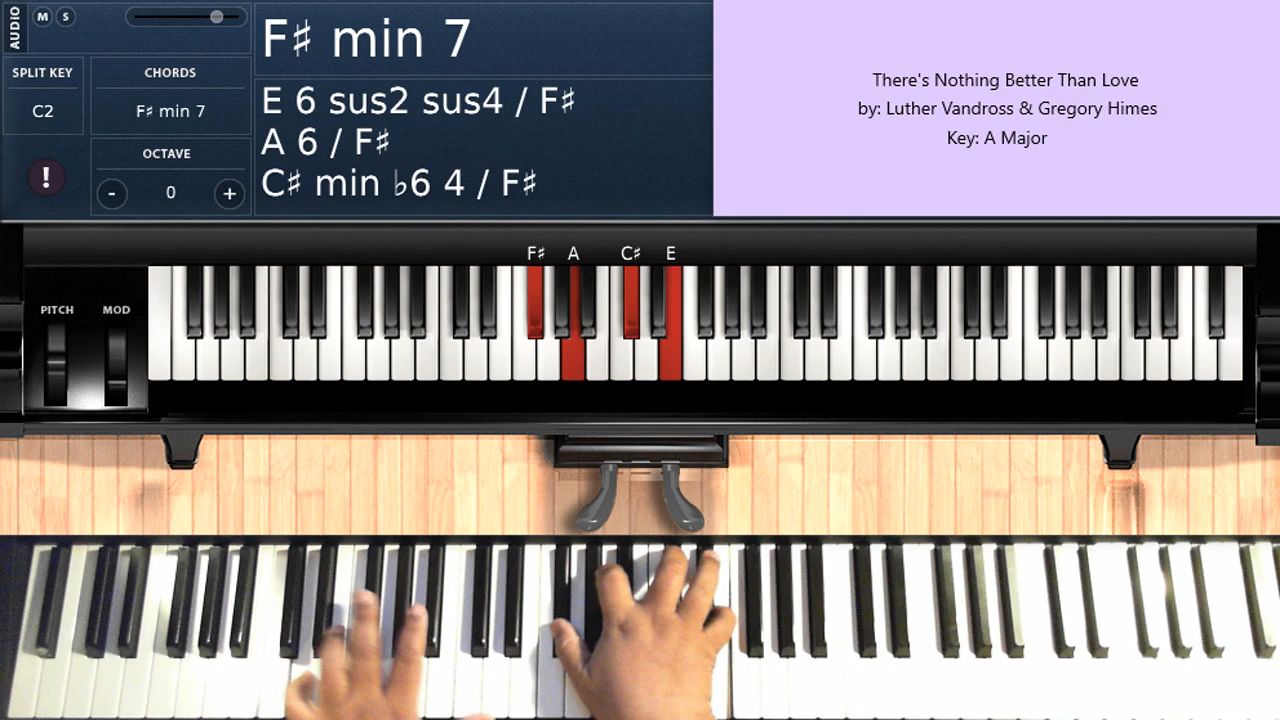 AUDIO
M S
SPLIT KEY
C2
!
CHORDS
F♯ min 7
OCTAVE
- 0 +
F♯ min 7
E 6 sus2 sus4 / F♯
A 6 / F♯
C♯ min ♭6 4 / F♯
There's Nothing Better Than Love
by: Luther Vandross & Gregory Himes
Key: A Major
F♯ A C♯ E
PITCH MOD